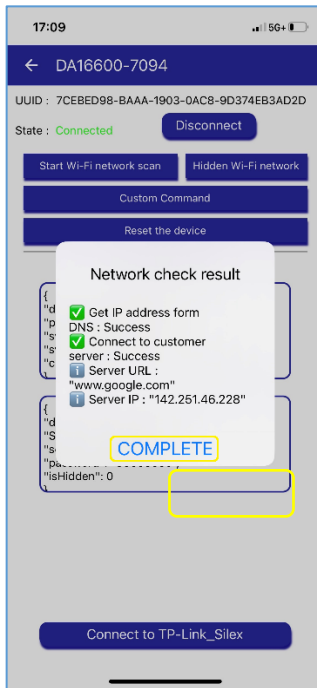 17:09
5G+
← DA16600-7094
UUID : 7CEBED98-BAAA-1903-0AC8-9D374EB3AD2D
State : Connected
Disconnect
Start Wi-Fi network scan
Hidden Wi-Fi network
Custom Command
Reset the device
Network check result
✅ Get IP address form
DNS : Success
✅ Connect to customer
server : Success
ℹ️ Server URL :
"www.google.com"
ℹ️ Server IP : "142.251.46.228"
COMPLETE
{
"d
"p
"s
"s
"c
{
"d
"S
"s
"isHidden": 0
Connect to TP-Link_Silex